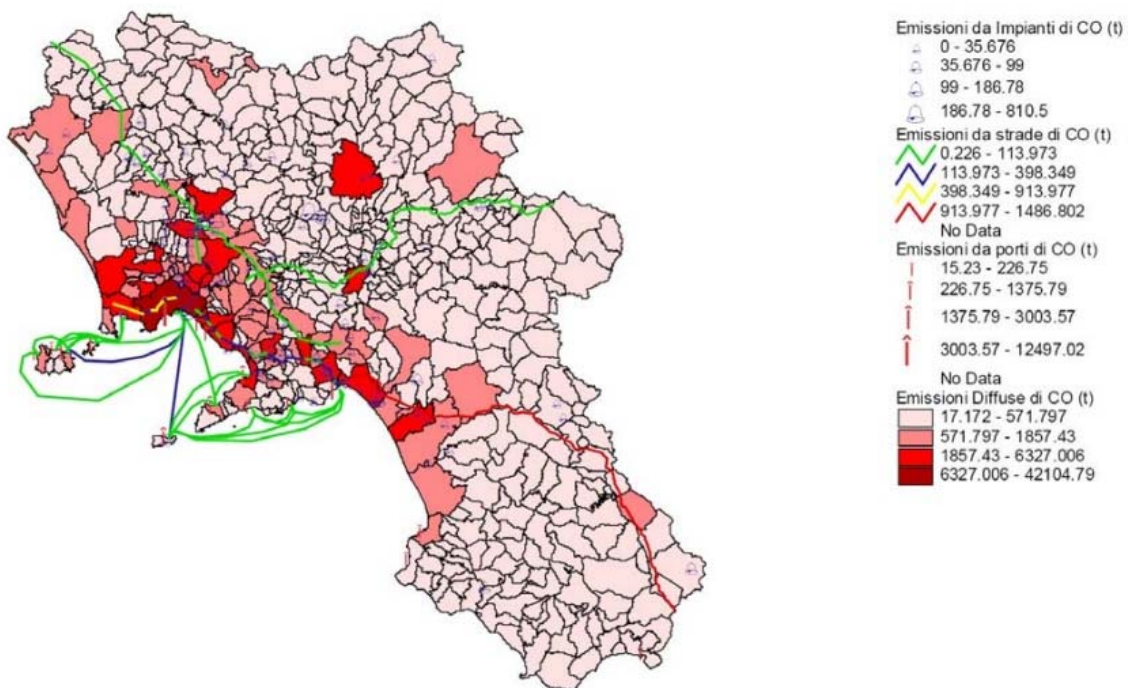 Emissioni da Impianti di CO (t)
0 - 35.676
35.676 - 99
99 - 186.78
186.78 - 810.5
Emissioni da strade di CO (t)
0.226 - 113.973
113.973 - 398.349
398.349 - 913.977
913.977 - 1486.802
No Data
Emissioni da porti di CO (t)
15.23 - 226.75
226.75 - 1375.79
1375.79 - 3003.57
3003.57 - 12497.02
No Data
Emissioni Diffuse di CO (t)
17.172 - 571.797
571.797 - 1857.43
1857.43 - 6327.006
6327.006 - 42104.79